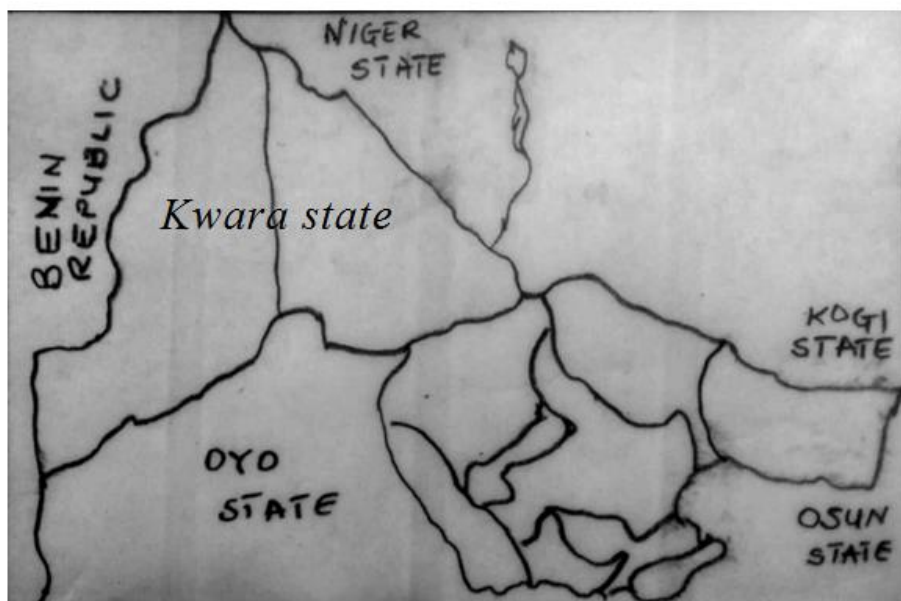 NIGER
STATE
BENIN
REPUBLIC
Kwara state
KOGI
STATE
OYO
STATE
OSUN
STATE